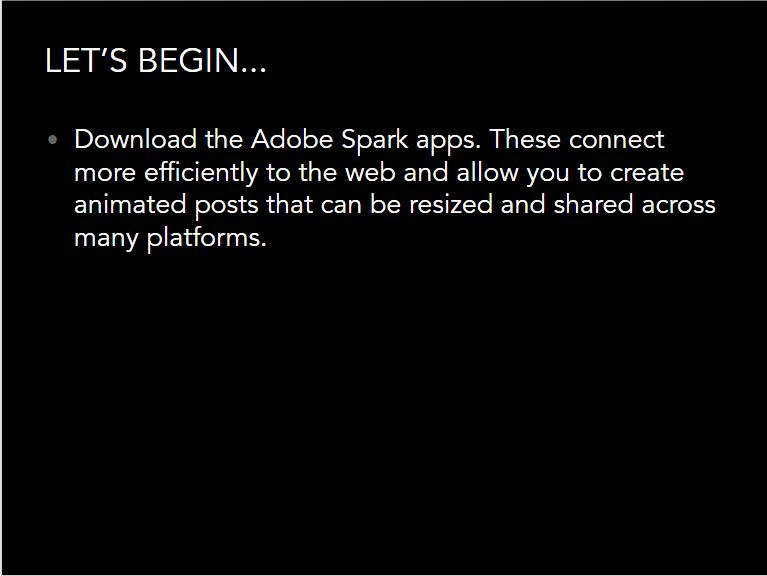 LET’S BEGIN…
• Download the Adobe Spark apps. These connect
more efficiently to the web and allow you to create
animated posts that can be resized and shared across
many platforms.